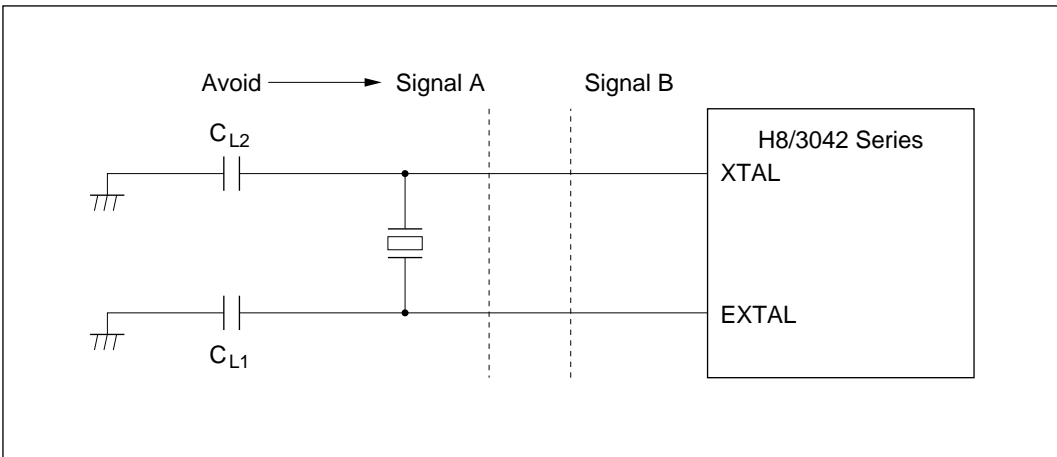 Avoid Signal A Signal B
H8/3042 Series
CL2
XTAL
EXTAL
CL1